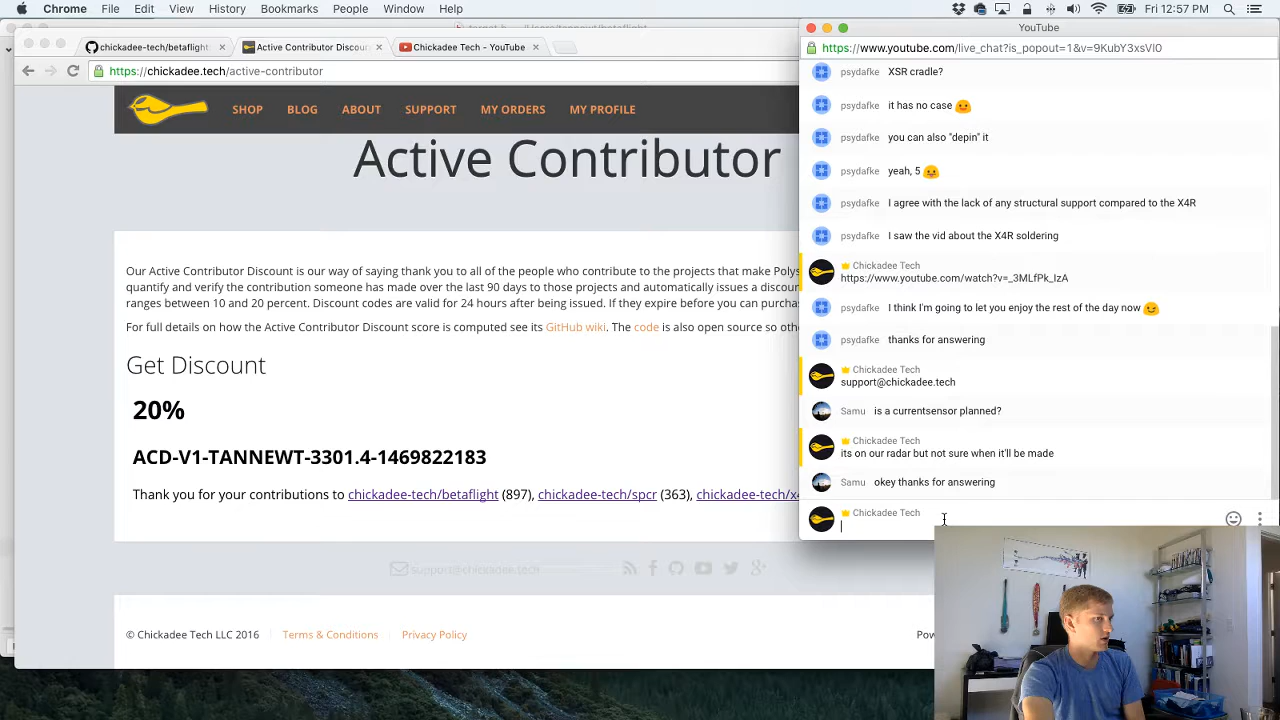 Chrome File Edit View History Bookmarks People Window Help
Fri 12:57 PM
chickadee-tech/betaflight
Active Contributor Discou
Chickadee Tech - YouTube
https://chickadee.tech/active-contributor
SHOP BLOG ABOUT SUPPORT MY ORDERS MY PROFILE
Active Contributor
Our Active Contributor Discount is our way of saying thank you to all of the people who contribute to the projects that make Polys
quantify and verify the contribution someone has made over the last 90 days to those projects and automatically issues a discou
ranges between 10 and 20 percent. Discount codes are valid for 24 hours after being issued. If they expire before you can purcha
For full details on how the Active Contributor Discount score is computed see its GitHub wiki. The code is also open source so othe
Get Discount
20%
ACD-V1-TANNEWT-3301.4-1469822183
Thank you for your contributions to chickadee-tech/betaflight (897), chickadee-tech/spcr (363), chickadee-tech/x4
support@chickadee.tech
© Chickadee Tech LLC 2016 Terms & Conditions Privacy Policy
Pow
YouTube
https://www.youtube.com/live_chat?is_popout=1&v=9KubY3xsVI0
psydafke XSR cradle?
psydafke it has no case
psydafke you can also "depin" it
psydafke yeah, 5
psydafke I agree with the lack of any structural support compared to the X4R
psydafke I saw the vid about the X4R soldering
Chickadee Tech
https://www.youtube.com/watch?v=_3MLfPk_IzA
psydafke I think I'm going to let you enjoy the rest of the day now
psydafke thanks for answering
Chickadee Tech
support@chickadee.tech
Samu is a currentsensor planned?
Chickadee Tech
its on our radar but not sure when it'll be made
Samu okey thanks for answering
Chickadee Tech